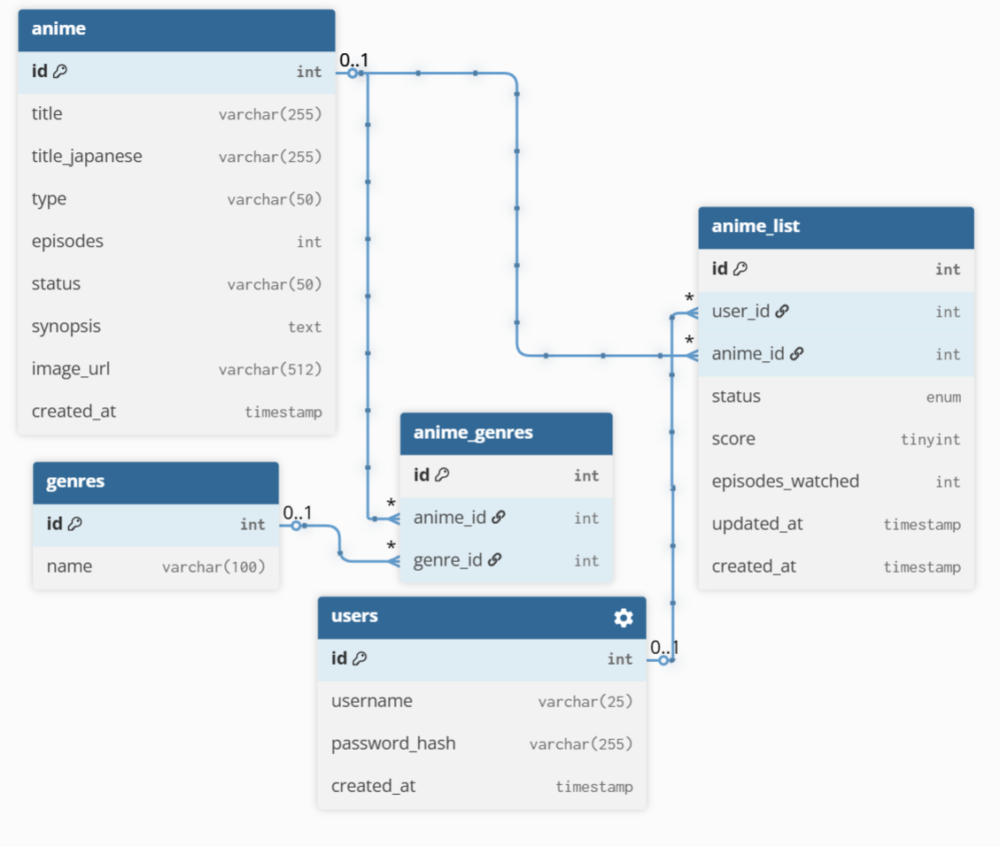 anime
id int
title varchar(255)
title_japanese varchar(255)
type varchar(50)
episodes int
status varchar(50)
synopsis text
image_url varchar(512)
created_at timestamp
0..1
anime_list
id int
* user_id int
* anime_id int
status enum
score tinyint
episodes_watched int
updated_at timestamp
created_at timestamp
anime_genres
id int
* anime_id int
* genre_id int
genres
id int
name varchar(100)
0..1
users
id int
username varchar(25)
password_hash varchar(255)
created_at timestamp
0..1